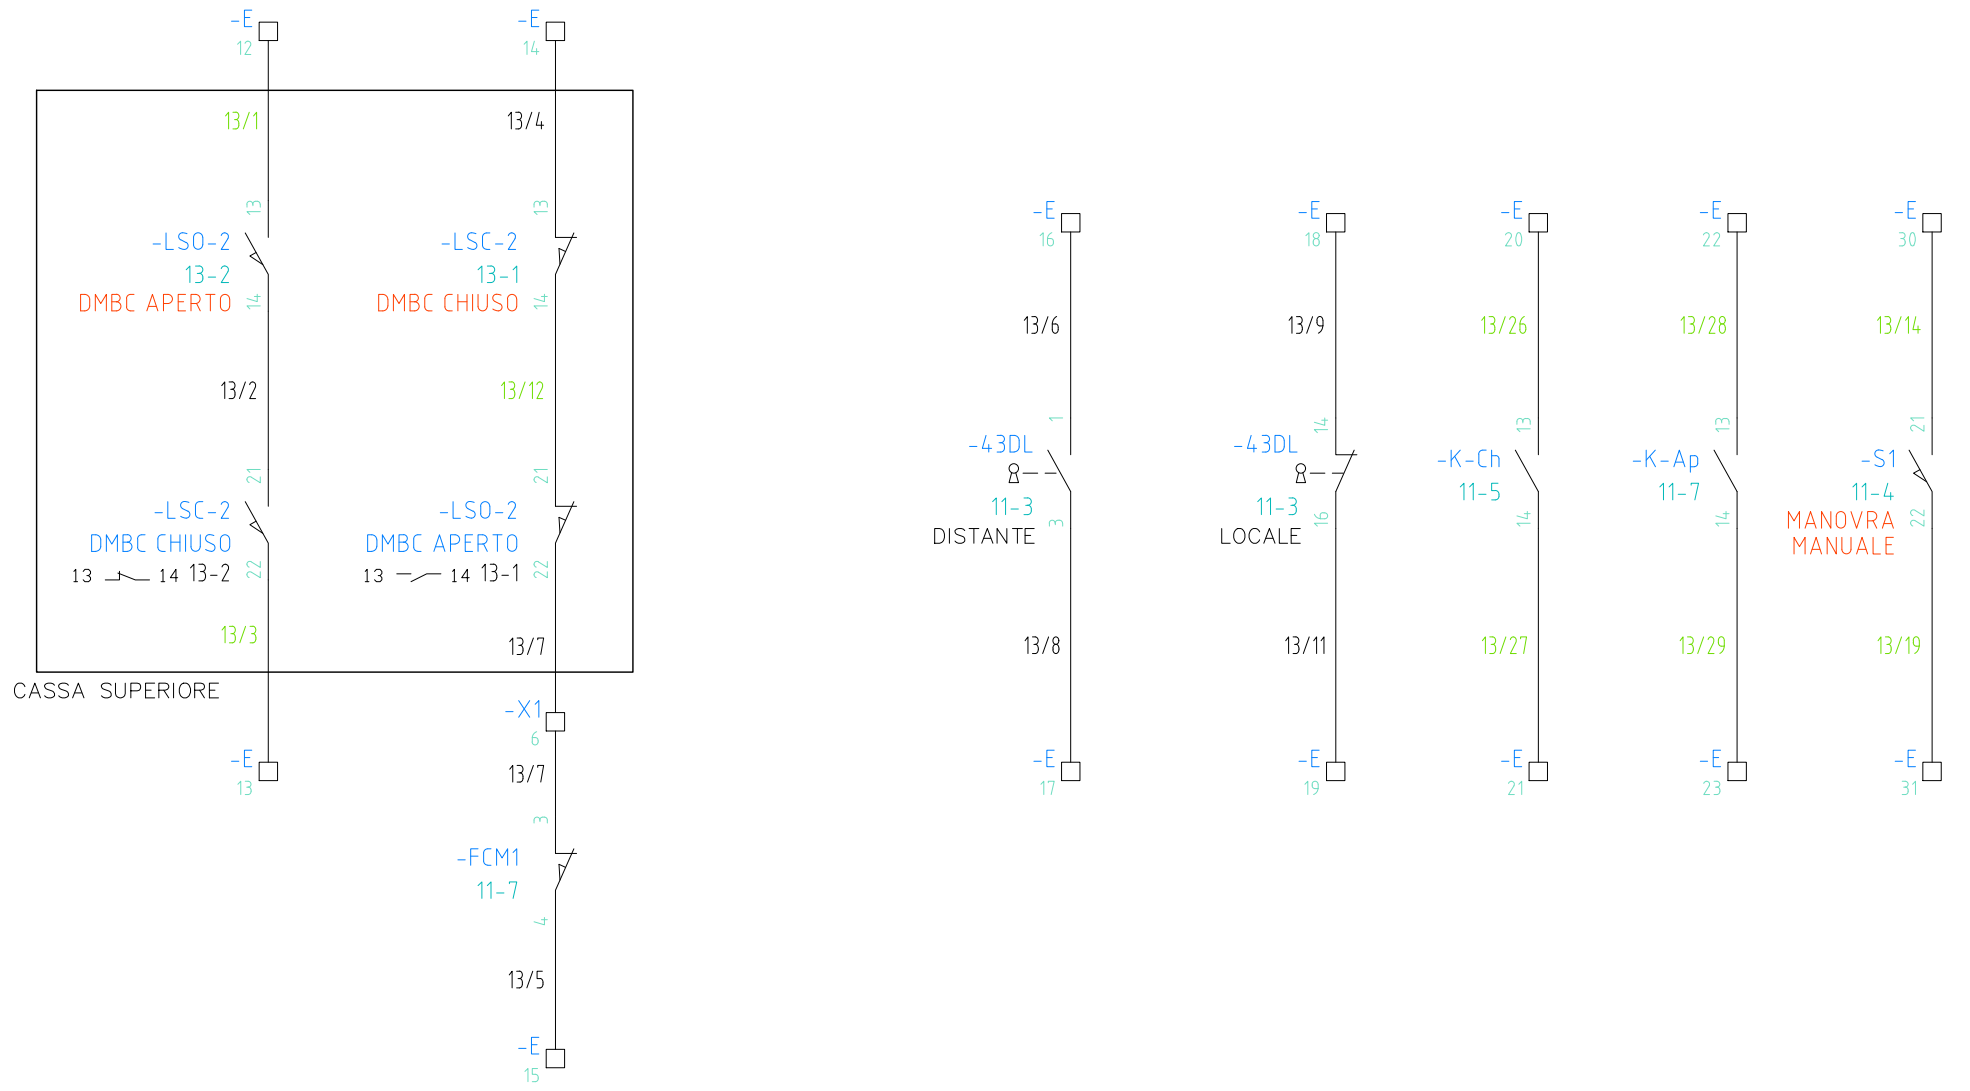 -E
12
13/1
13
-LSO-2
13-2
DMBC APERTO
14
13/2
21
-LSC-2
DMBC CHIUSO
13 14 13-2
22
13/3
CASSA SUPERIORE
-E
13
-E
14
13/4
13
-LSC-2
13-1
DMBC CHIUSO
14
13/12
21
-LSO-2
DMBC APERTO
13 14 13-1
22
13/7
-X1
6
13/7
3
-FCM1
11-7
4
13/5
-E
15
-E
16
13/6
1
-43DL
11-3
DISTANTE
3
13/8
-E
17
-E
18
13/9
14
-43DL
11-3
LOCALE
16
13/11
-E
19
-E
20
13/26
13
-K-Ch
11-5
14
13/27
-E
21
-E
22
13/28
13
-K-Ap
11-7
14
13/29
-E
23
-E
30
13/14
21
-S1
11-4
MANOVRA
MANUALE
22
13/19
-E
31